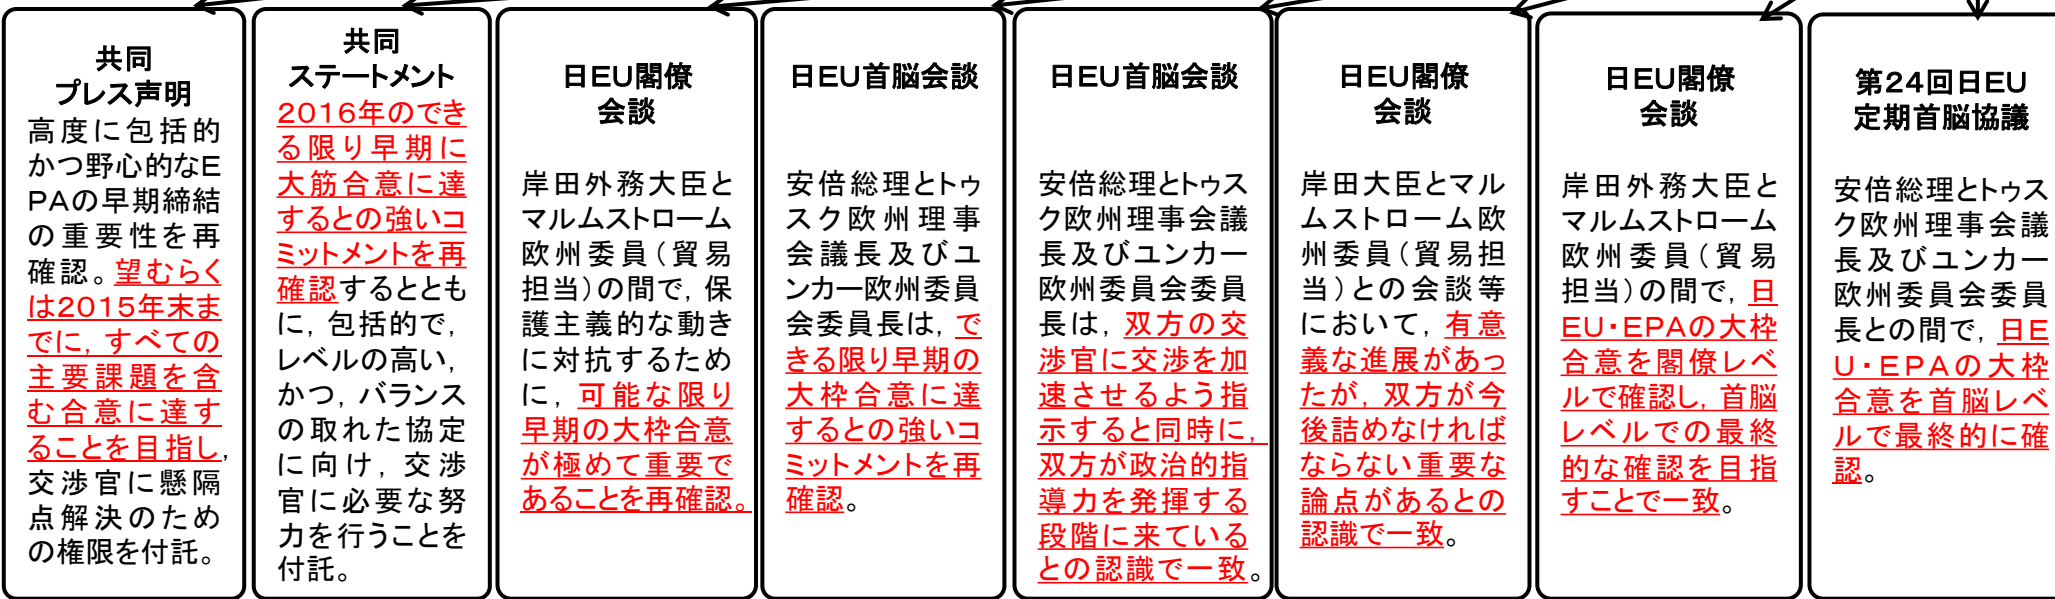 共同
プレス声明
高度に包括的
かつ野心的なE
PAの早期締結
の重要性を再
確認。望むらく
は2015年末ま
でに，すべての
主要課題を含
む合意に達す
ることを目指し，
交渉官に懸隔
点解決のため
の権限を付託。
共同
ステートメント
2016年のでき
る限り早期に
大筋合意に達
するとの強いコ
ミットメントを再
確認するととも
に，包括的で，
レベルの高い，
かつ，バランス
の取れた協定
に向け，交渉
官に必要な努
力を行うことを
付託。
日EU閣僚
会談
岸田外務大臣と
マルムストローム
欧州委員（貿易
担当）の間で，保
護主義的な動き
に対抗するため
に，可能な限り
早期の大枠合意
が極めて重要で
あることを再確認。
日EU首脳会談
安倍総理とトゥ
スク欧州理事
会議長及びユ
ンカー欧州委員
会委員長は，で
きる限り早期の
大枠合意に達
するとの強いコ
ミットメントを再
確認。
日EU首脳会談
安倍総理とトゥス
ク欧州理事会議
長及びユンカー
欧州委員会委員
長は，双方の交
渉官に交渉を加
速させるよう指
示すると同時に，
双方が政治的指
導力を発揮する
段階に来ている
との認識で一致。
日EU閣僚
会談
岸田大臣とマル
ムストローム欧
州委員（貿易担
当）との会談等
において，有意
義な進展があっ
たが，双方が今
後詰めなければ
ならない重要な
論点があるとの
認識で一致。
日EU閣僚
会談
岸田外務大臣と
マルムストローム
欧州委員（貿易
担当）の間で，日
EU・EPAの大枠
合意を閣僚レベ
ルで確認し，首脳
レベルでの最終
的な確認を目指
すことで一致。
第24回日EU
定期首脳協議
安倍総理とトゥス
ク欧州理事会議
長及びユンカー
欧州委員会委員
長との間で，日E
U・EPAの大枠
合意を首脳レベ
ルで最終的に確
認。